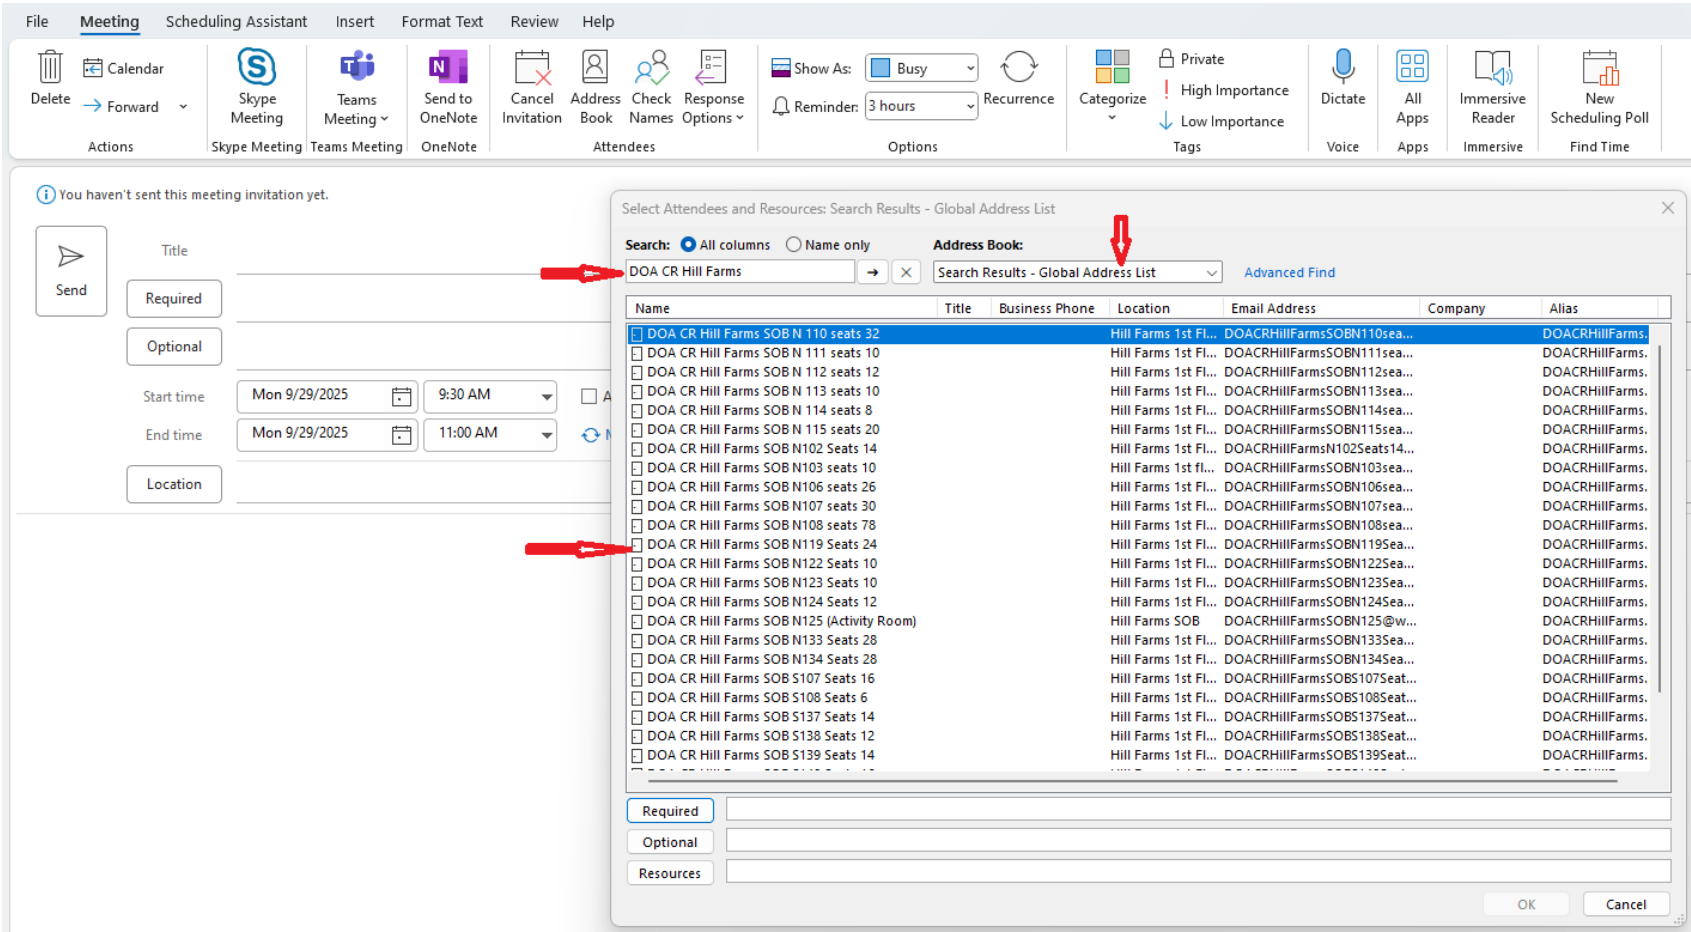 File Meeting Scheduling Assistant Insert Format Text Review Help
Delete
Calendar
Forward
Actions
Skype Meeting
Skype Meeting
Teams Meeting
Teams Meeting
Send to OneNote
OneNote
Cancel Invitation
Address Book
Check Names
Response Options
Attendees
Show As: Busy
Reminder: 3 hours
Recurrence
Options
Categorize
Private
High Importance
Low Importance
Tags
Dictate
Voice
All Apps
Apps
Immersive Reader
Immersive
New Scheduling Poll
Find Time
You haven't sent this meeting invitation yet.
Send
Title
Required
Optional
Start time Mon 9/29/2025 9:30 AM
End time Mon 9/29/2025 11:00 AM
Location
Select Attendees and Resources: Search Results - Global Address List
Search: All columns Name only Address Book:
DOA CR Hill Farms Search Results - Global Address List Advanced Find
Name Title Business Phone Location Email Address Company Alias
DOA CR Hill Farms SOB N 110 seats 32 Hill Farms 1st Fl... DOACRHillFarmsSOBN110sea... DOACRHillFarms.
DOA CR Hill Farms SOB N 111 seats 10 Hill Farms 1st Fl... DOACRHillFarmsSOBN111sea... DOACRHillFarms.
DOA CR Hill Farms SOB N 112 seats 12 Hill Farms 1st Fl... DOACRHillFarmsSOBN112sea... DOACRHillFarms.
DOA CR Hill Farms SOB N 113 seats 10 Hill Farms 1st Fl... DOACRHillFarmsSOBN113sea... DOACRHillFarms.
DOA CR Hill Farms SOB N 114 seats 8 Hill Farms 1st Fl... DOACRHillFarmsSOBN114sea... DOACRHillFarms.
DOA CR Hill Farms SOB N 115 seats 20 Hill Farms 1st Fl... DOACRHillFarmsSOBN115sea... DOACRHillFarms.
DOA CR Hill Farms SOB N102 Seats 14 Hill Farms 1st Fl... DOACRHillFarmsN102Seats14... DOACRHillFarms.
DOA CR Hill Farms SOB N103 seats 10 Hill Farms 1st fl... DOACRHillFarmsSOBN103sea... DOACRHillFarms.
DOA CR Hill Farms SOB N106 seats 26 Hill Farms 1st Fl... DOACRHillFarmsSOBN106sea... DOACRHillFarms.
DOA CR Hill Farms SOB N107 seats 30 Hill Farms 1st Fl... DOACRHillFarmsSOBN107sea... DOACRHillFarms.
DOA CR Hill Farms SOB N108 seats 78 Hill Farms 1st Fl... DOACRHillFarmsSOBN108sea... DOACRHillFarms.
DOA CR Hill Farms SOB N119 Seats 24 Hill Farms 1st Fl... DOACRHillFarmsSOBN119Sea... DOACRHillFarms.
DOA CR Hill Farms SOB N122 Seats 10 Hill Farms 1st Fl... DOACRHillFarmsSOBN122Sea... DOACRHillFarms.
DOA CR Hill Farms SOB N123 Seats 10 Hill Farms 1st Fl... DOACRHillFarmsSOBN123Sea... DOACRHillFarms.
DOA CR Hill Farms SOB N124 Seats 12 Hill Farms 1st Fl... DOACRHillFarmsSOBN124Sea... DOACRHillFarms.
DOA CR Hill Farms SOB N125 (Activity Room) Hill Farms SOB DOACRHillFarmsSOBN125@w... DOACRHillFarms.
DOA CR Hill Farms SOB N133 Seats 28 Hill Farms 1st Fl... DOACRHillFarmsSOBN133Sea... DOACRHillFarms.
DOA CR Hill Farms SOB N134 Seats 28 Hill Farms 1st Fl... DOACRHillFarmsSOBN134Sea... DOACRHillFarms.
DOA CR Hill Farms SOB S107 Seats 16 Hill Farms 1st Fl... DOACRHillFarmsSOBS107Seat... DOACRHillFarms.
DOA CR Hill Farms SOB S108 Seats 6 Hill Farms 1st Fl... DOACRHillFarmsSOBS108Seat... DOACRHillFarms.
DOA CR Hill Farms SOB S137 Seats 14 Hill Farms 1st Fl... DOACRHillFarmsSOBS137Seat... DOACRHillFarms.
DOA CR Hill Farms SOB S138 Seats 12 Hill Farms 1st Fl... DOACRHillFarmsSOBS138Seat... DOACRHillFarms.
DOA CR Hill Farms SOB S139 Seats 14 Hill Farms 1st Fl... DOACRHillFarmsSOBS139Seat... DOACRHillFarms.
Required
Optional
Resources
OK Cancel